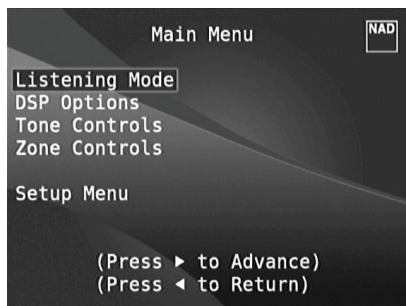 Main Menu
NAD
Listening Mode
DSP Options
Tone Controls
Zone Controls
Setup Menu
(Press ► to Advance)
(Press ◄ to Return)